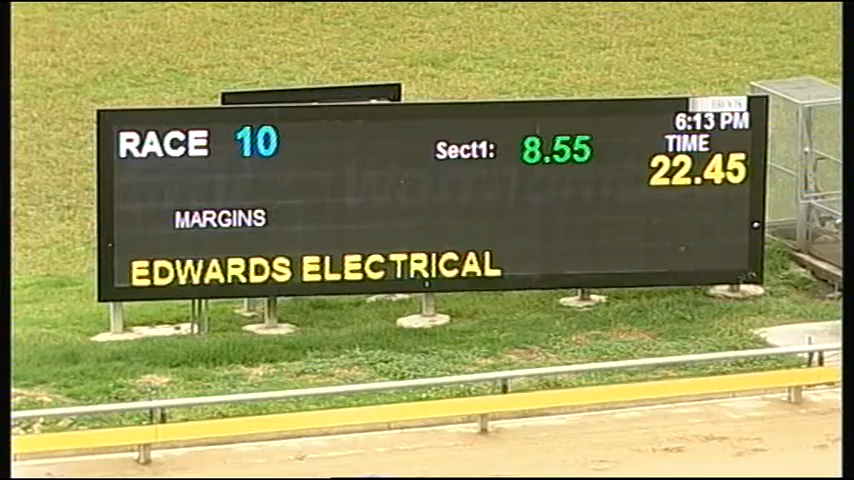 6:13 PM
RACE 10 Sect1: 8.55 TIME
22.45
MARGINS
EDWARDS ELECTRICAL